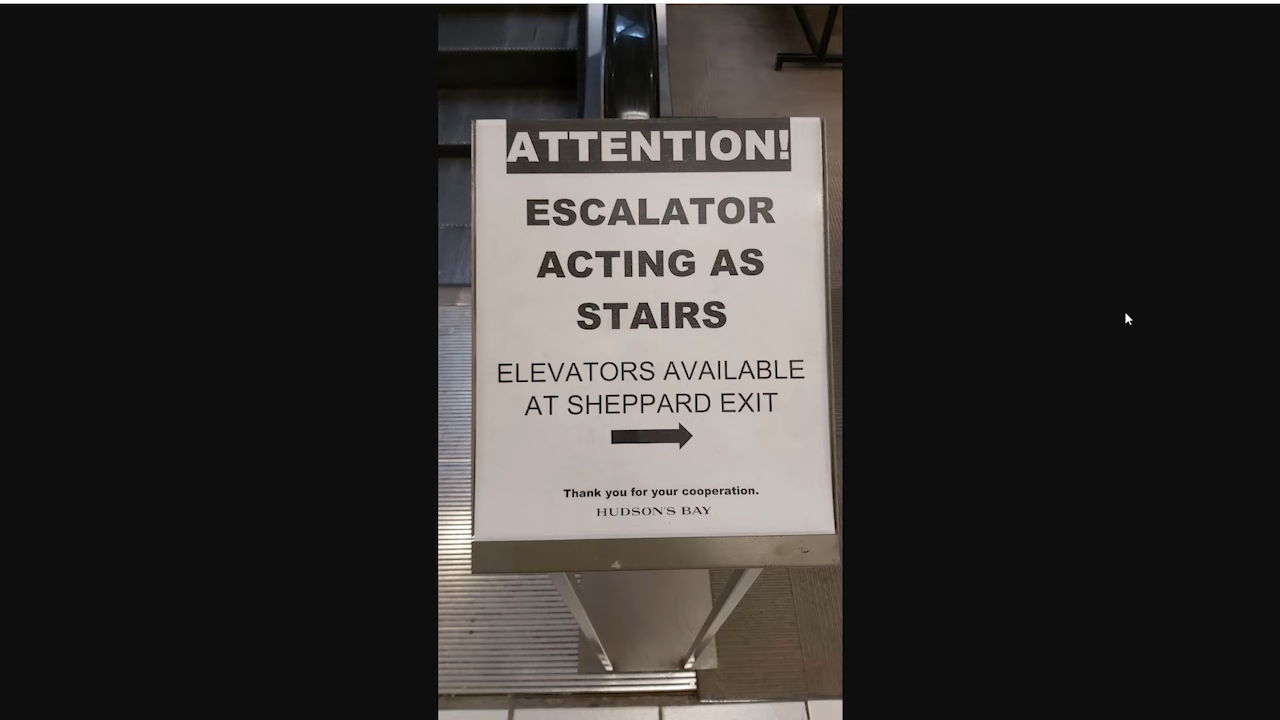 ATTENTION!
ESCALATOR
ACTING AS
STAIRS
ELEVATORS AVAILABLE
AT SHEPPARD EXIT
Thank you for your cooperation.
HUDSON'S BAY